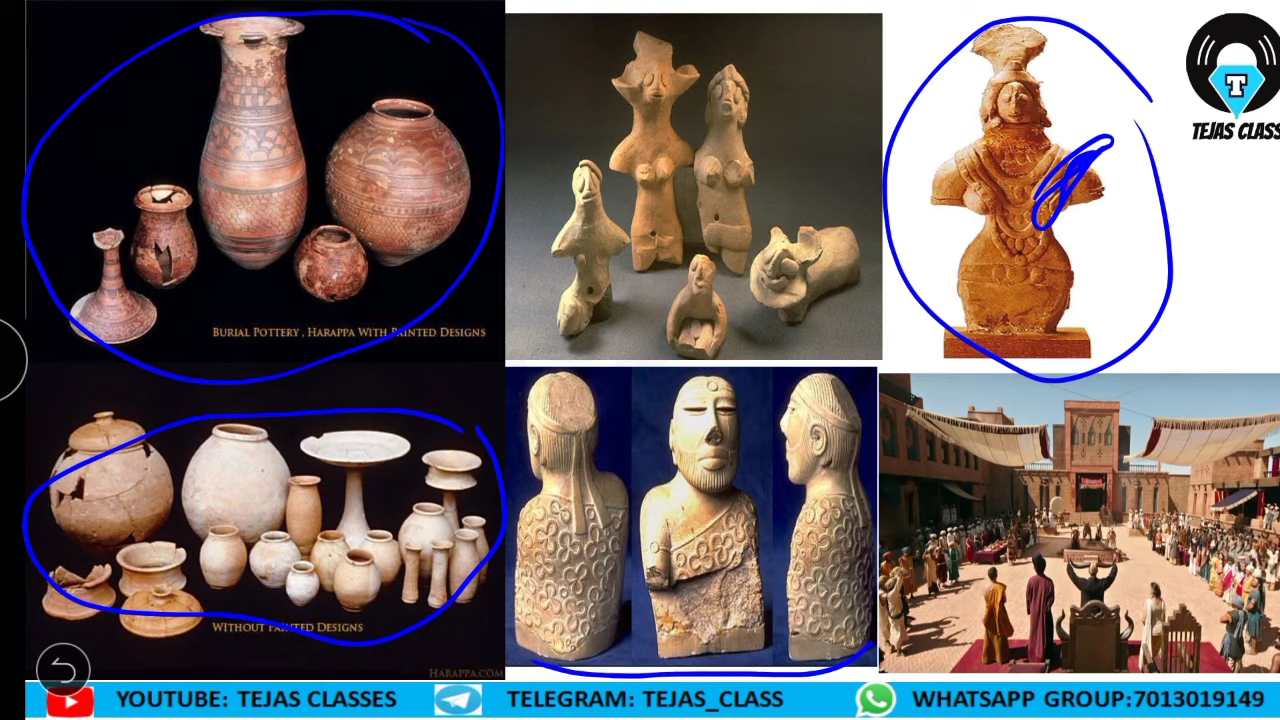 BURIAL POTTERY , HARAPPA WITH PAINTED DESIGNS
T
TEJAS CLASS
WITHOUT PAINTED DESIGNS
HARAPPA.COM
YOUTUBE: TEJAS CLASSES
TELEGRAM: TEJAS_CLASS
WHATSAPP GROUP:7013019149